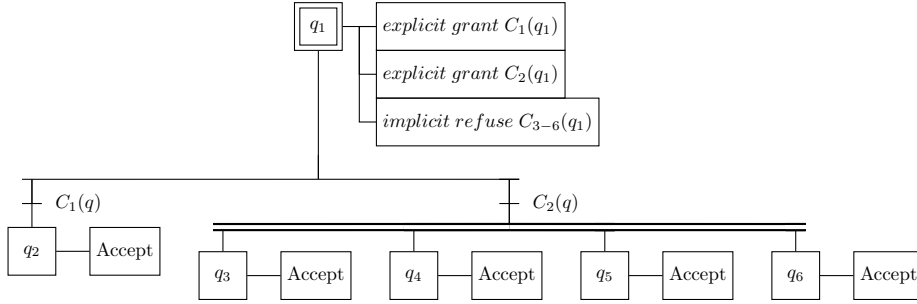 q₁
explicit grant C₁(q₁)
explicit grant C₂(q₁)
implicit refuse C₃₋₆(q₁)
C₁(q)
C₂(q)
q₂ Accept
q₃ Accept q₄ Accept q₅ Accept q₆ Accept